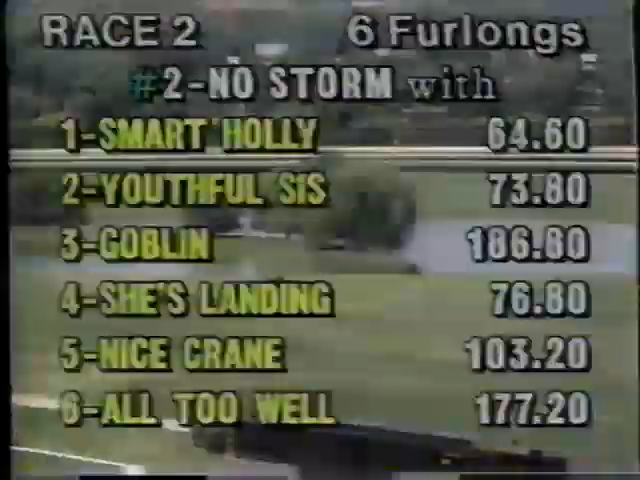 RACE 2 6 Furlongs
#2-NO STORM with
1-SMART HOLLY 64.60
2-YOUTHFUL SIS 73.80
3-GOBLIN 186.80
4-SHE'S LANDING 76.80
5-NICE CRANE 103.20
6-ALL TOO WELL 177.20